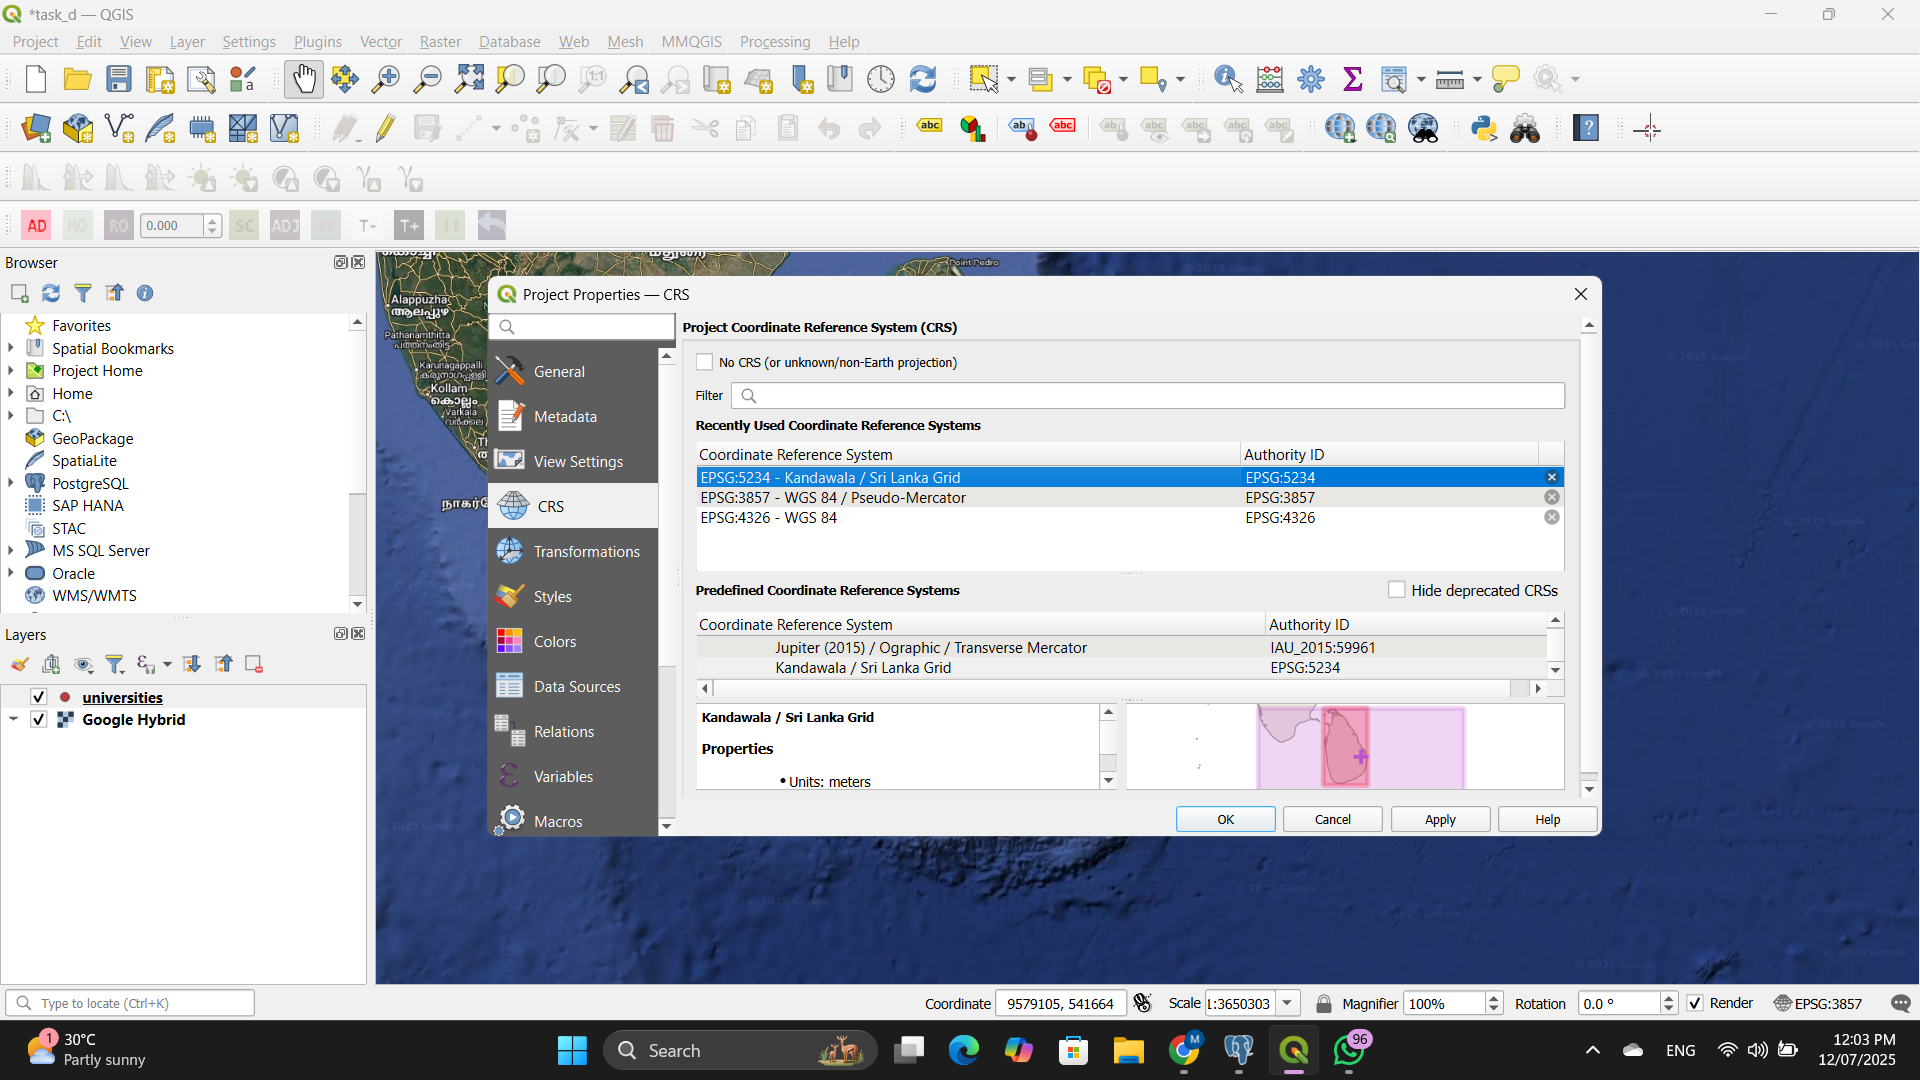 *task_d — QGIS
Project Edit View Layer Settings Plugins Vector Raster Database Web Mesh MMQGIS Processing Help
AD MO RO 0.000 SC ADJ 2P T- T+
Browser
Favorites
Spatial Bookmarks
Project Home
Home
C:\
GeoPackage
SpatiaLite
PostgreSQL
SAP HANA
STAC
MS SQL Server
Oracle
WMS/WMTS
Layers
universities
Google Hybrid
Point Pedro
Alappuzha
ആലപ്പുഴ
Pathanamthitta
Karunagappalli
Kollam
കൊല്ലം
Varkala
വർക്കല
Project Properties — CRS
General
Metadata
View Settings
CRS
Transformations
Styles
Colors
Data Sources
Relations
Variables
Macros
Project Coordinate Reference System (CRS)
No CRS (or unknown/non-Earth projection)
Filter
Recently Used Coordinate Reference Systems
Coordinate Reference System Authority ID
EPSG:5234 - Kandawala / Sri Lanka Grid EPSG:5234
EPSG:3857 - WGS 84 / Pseudo-Mercator EPSG:3857
EPSG:4326 - WGS 84 EPSG:4326
Predefined Coordinate Reference Systems Hide deprecated CRSs
Coordinate Reference System Authority ID
Jupiter (2015) / Ographic / Transverse Mercator IAU_2015:59961
Kandawala / Sri Lanka Grid EPSG:5234
Kandawala / Sri Lanka Grid
Properties
• Units: meters
OK Cancel Apply Help
Type to locate (Ctrl+K) Coordinate 9579105, 541664 Scale 1:3650303 Magnifier 100% Rotation 0.0 ° Render EPSG:3857
1 30°C
Partly sunny
Search
M
96
ENG
12:03 PM
12/07/2025